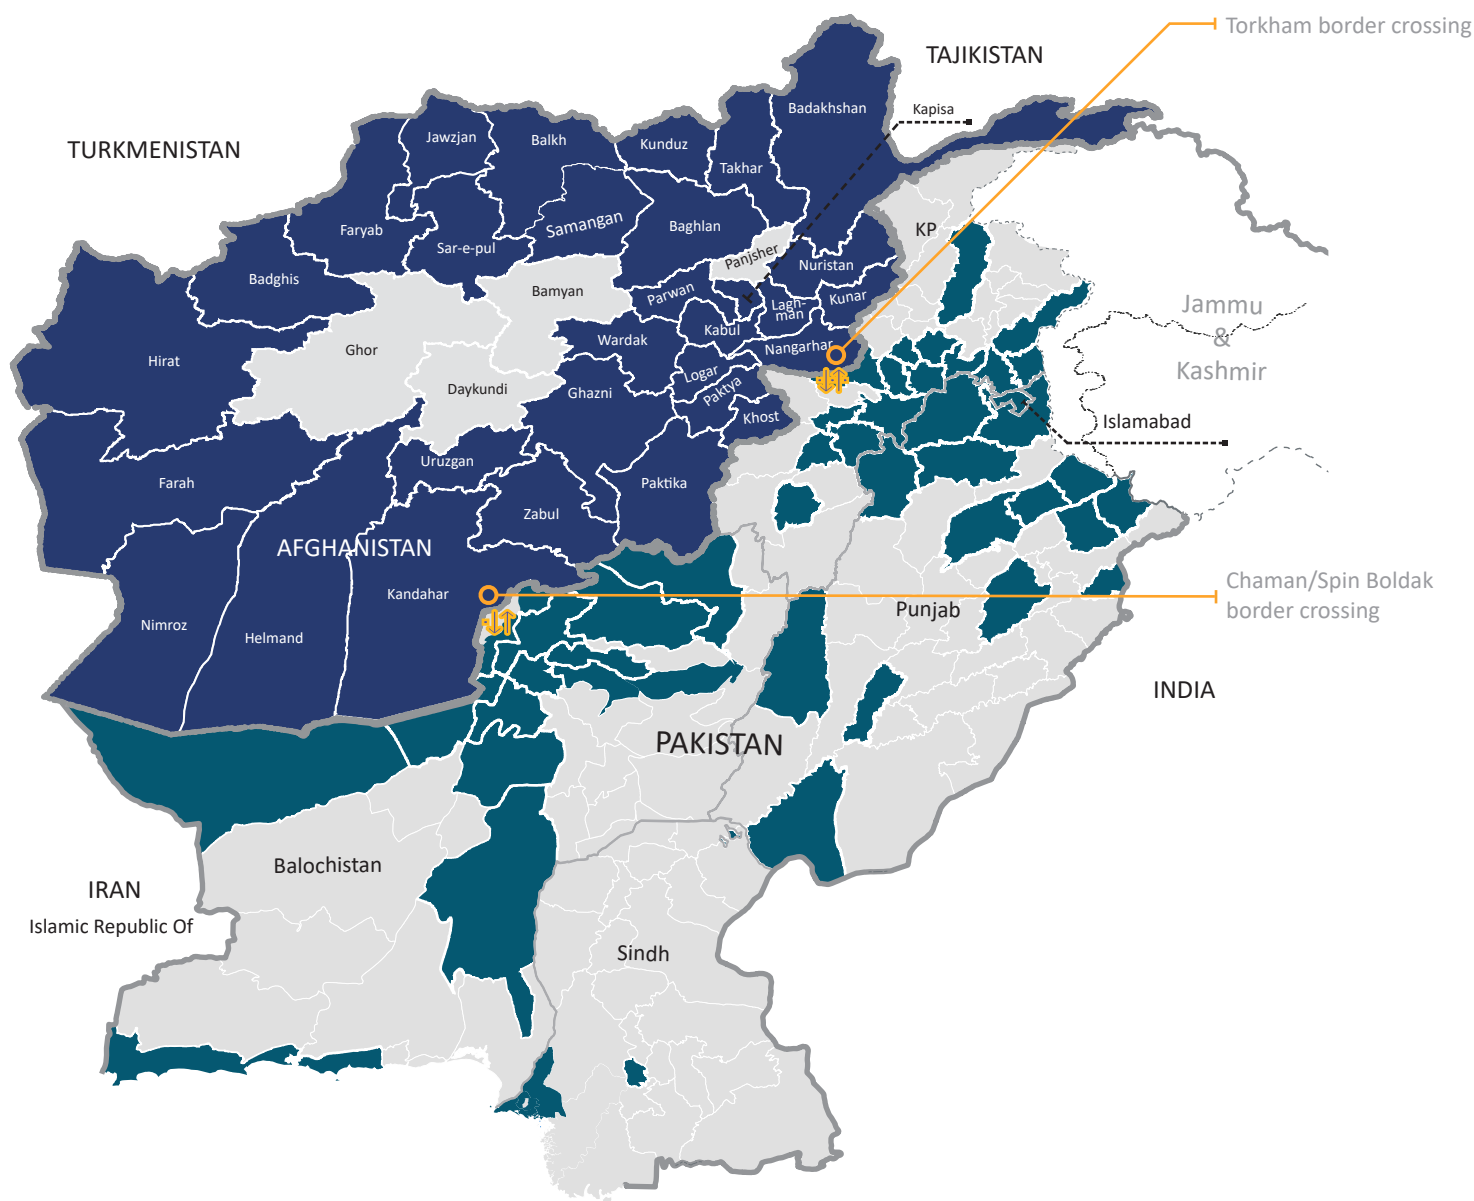 Torkham border crossing
TAJIKISTAN
Badakhshan
Kapisa
Jawzjan
Balkh
Kunduz
TURKMENISTAN
Takhar
Samangan
Baghlan
KP
Faryab
Sar-e-pul
Panjsher
Nuristan
Badghis
Bamyan
Parwan
Lagh-
man
Kunar
Jammu
&
Kashmir
Kabul
Wardak
Nangarhar
Hirat
Ghor
Logar
Daykundi
Ghazni
Paktya
Khost
Islamabad
Uruzgan
Farah
Paktika
Zabul
AFGHANISTAN
Chaman/Spin Boldak
border crossing
Kandahar
Punjab
Nimroz
Helmand
INDIA
PAKISTAN
Balochistan
IRAN
Islamic Republic Of
Sindh